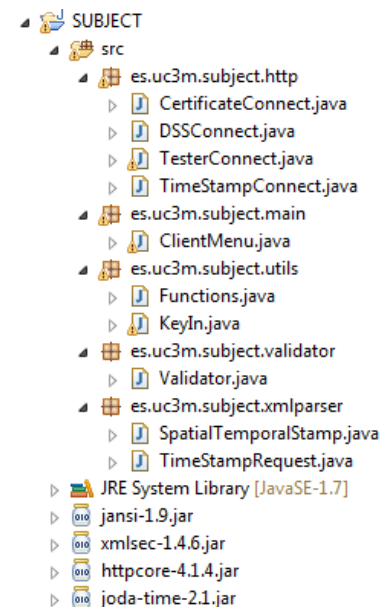 SUBJECT
src
es.uc3m.subject.http
CertificateConnect.java
DSSConnect.java
TesterConnect.java
TimeStampConnect.java
es.uc3m.subject.main
ClientMenu.java
es.uc3m.subject.utils
Functions.java
KeyIn.java
es.uc3m.subject.validator
Validator.java
es.uc3m.subject.xmlparser
SpatialTemporalStamp.java
TimeStampRequest.java
JRE System Library [JavaSE-1.7]
jansi-1.9.jar
xmlsec-1.4.6.jar
httpcore-4.1.4.jar
joda-time-2.1.jar